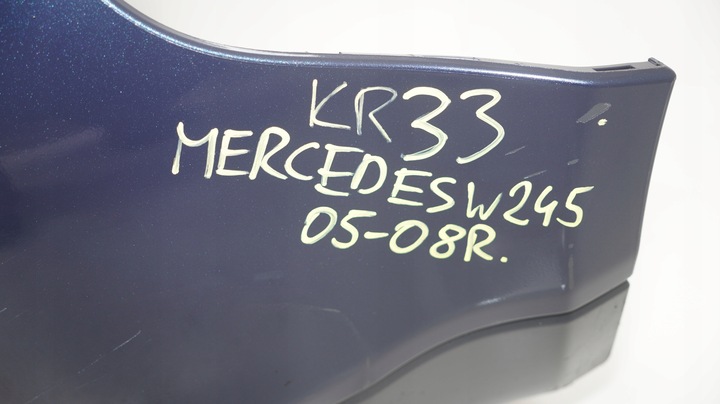 KR33
MERCEDES W245
05-08R.